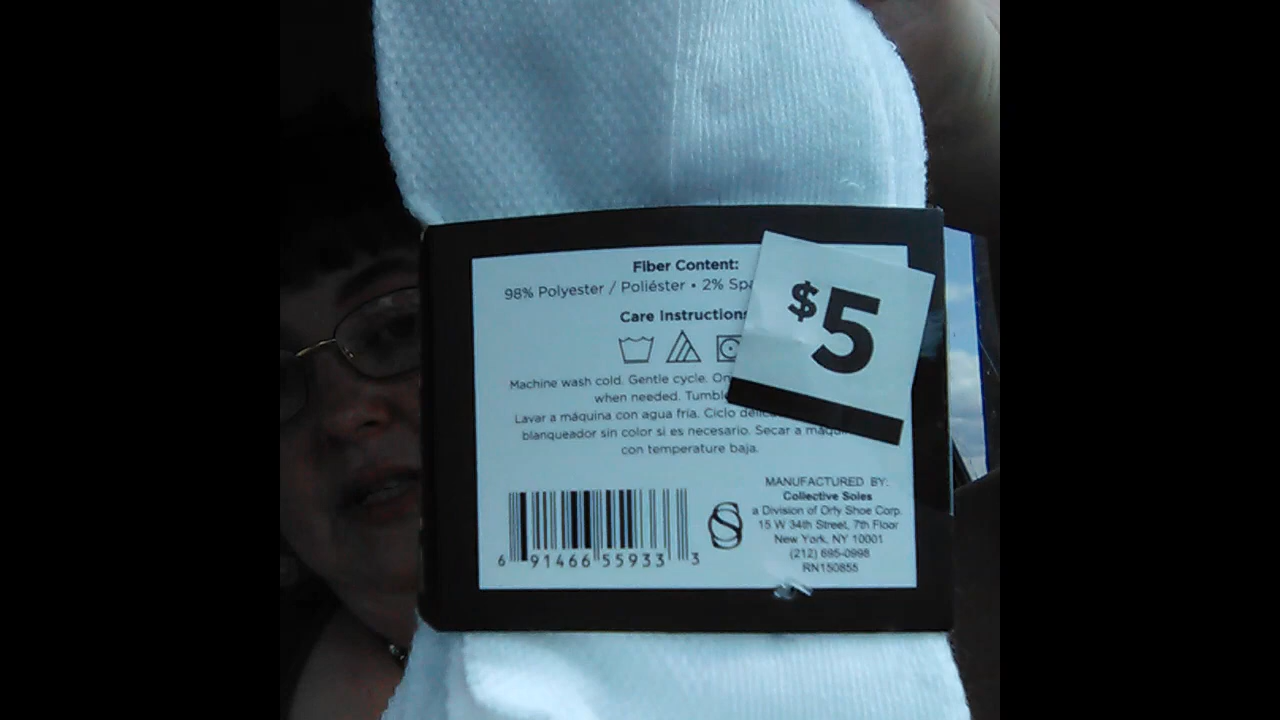 Fiber Content:
98% Polyester / Poliéster • 2%
Care Instructions
Machine wash cold. Gentle cycle.
when needed.
Lavar a máquina con agua fría. Ciclo
blanqueador sin color si es necesario. Secar a
con temperature baja.
$5
MANUFACTURED BY:
Collective Soles
a Division of Orly Shoe Corp.
15 W 34th Street, 7th Floor
New York, NY 10001
(212) 695-0998
RN150855
6 91466 55933 3